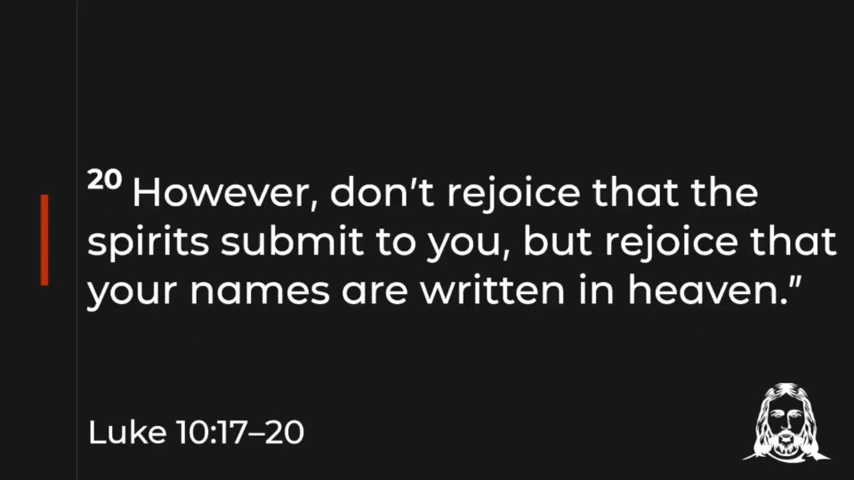 20 However, don't rejoice that the
spirits submit to you, but rejoice that
your names are written in heaven.”
Luke 10:17–20